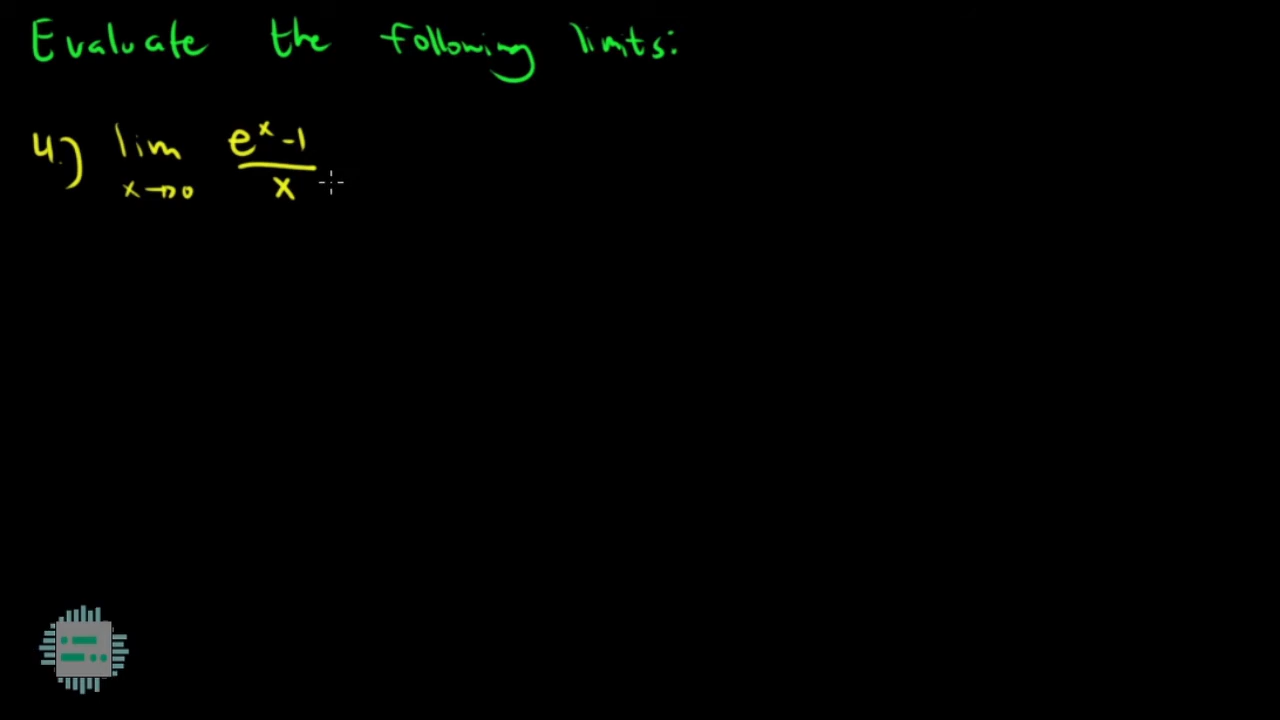 Evaluate the following limits:
4.) lim x→0 e^x -1 / x